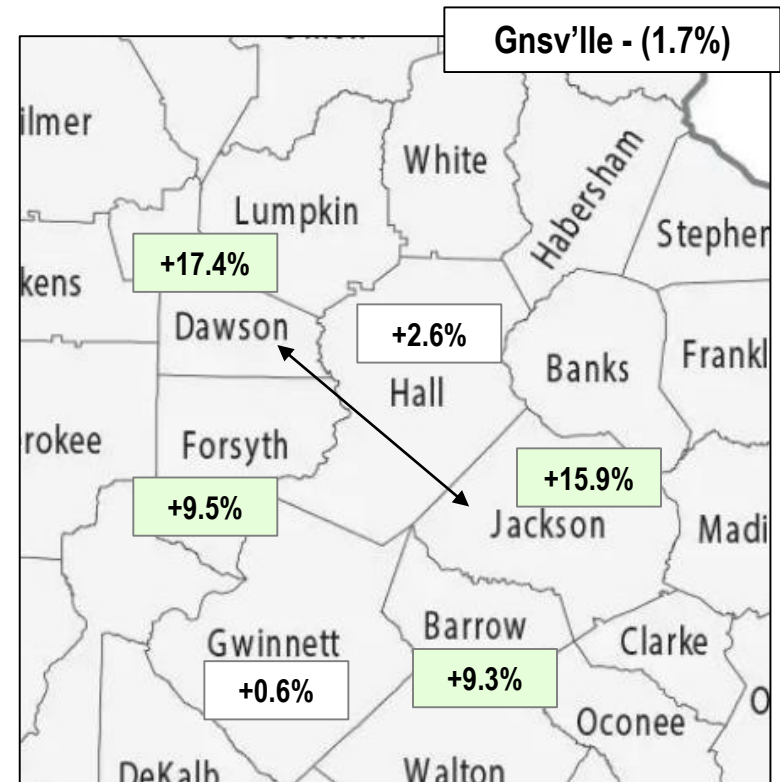 Gnsv'lle - (1.7%)
ilmer
White
Habersham
Lumpkin
Stepher
+17.4%
kens
Dawson
+2.6%
Hall
Banks
Frankl
rokee
Forsyth
+9.5%
+15.9%
Jackson
Madi
Barrow
Gwinnett
Clarke
+0.6%
+9.3%
Oconee
O
DeKalb
Walton